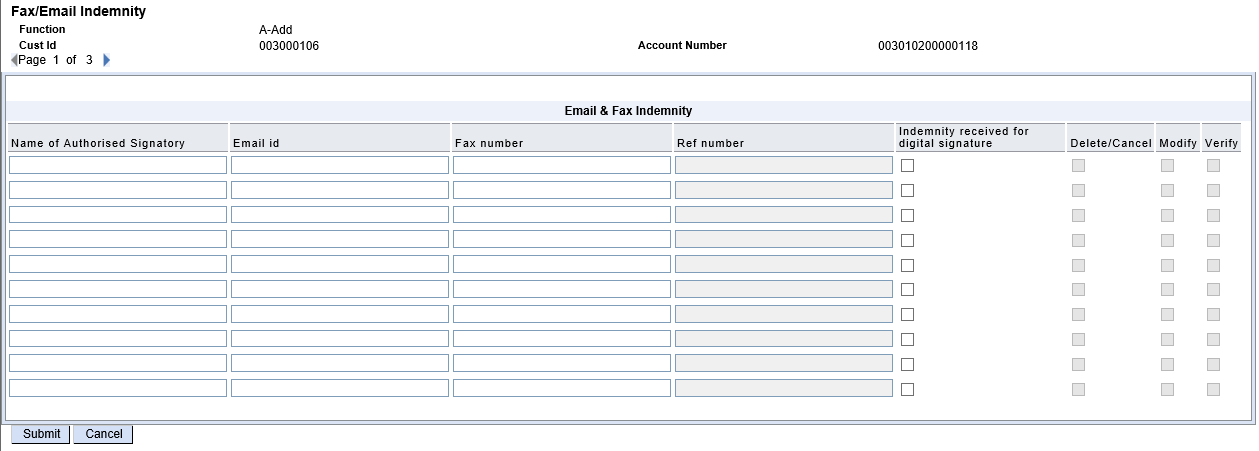 Fax/Email Indemnity
Function A-Add
Cust Id 003000106 Account Number 003010200000118
Page 1 of 3
Email & Fax Indemnity
Name of Authorised Signatory Email id Fax number Ref number Indemnity received for digital signature Delete/Cancel Modify Verify
Submit Cancel